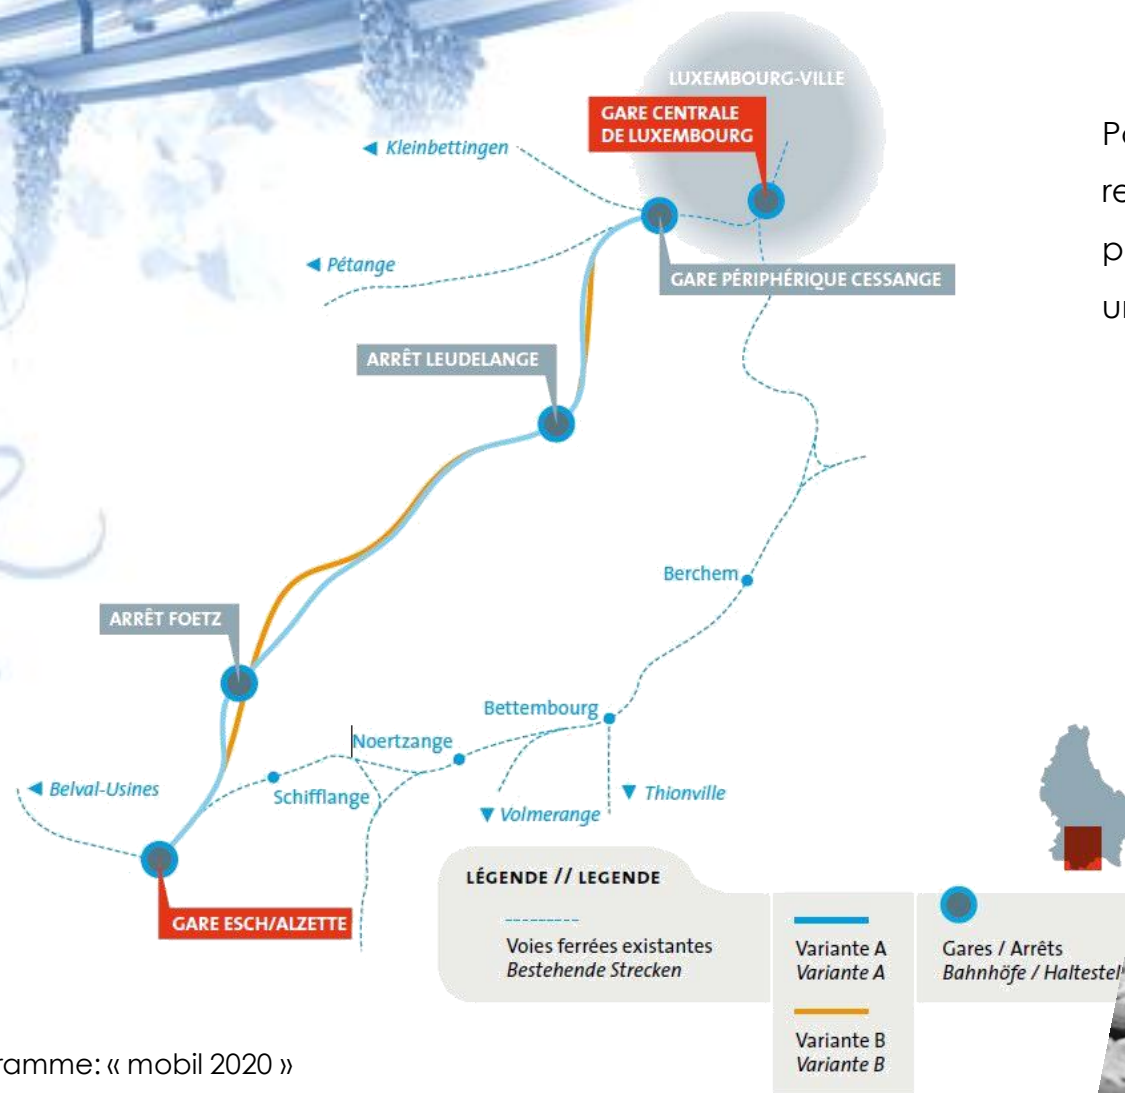 LUXEMBOURG-VILLE
GARE CENTRALE
DE LUXEMBOURG
◄ Kleinbettingen
◄ Pétange
GARE PÉRIPHÉRIQUE CESSANGE
ARRÊT LEUDELANGE
Berchem
ARRÊT FOETZ
Bettembourg
Noertzange
◄ Belval-Usines
Schifflange
▼ Thionville
▼ Volmerange
GARE ESCH/ALZETTE
LÉGENDE // LEGENDE
Voies ferrées existantes
Bestehende Strecken
Variante A
Variante A
Gares / Arrêts
Bahnhöfe / Haltestel
Variante B
Variante B
ramme: « mobil 2020 »